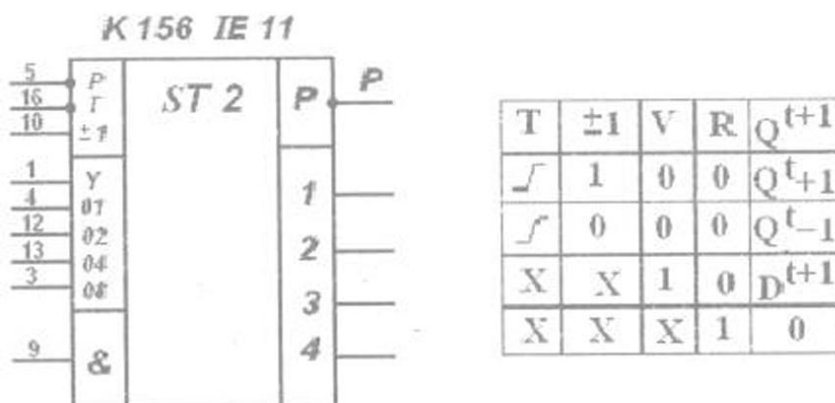 K 156 IE 11
5 P
16 T
10 ±1
1 Y
4 01
12 02
13 04
3 08
9 &
ST 2
P P
1
2
3
4
T ±1 V R Q^t+1
1 0 0 Q^t+1
0 0 0 Q^t-1
X X 1 0 D^t+1
X X X 1 0